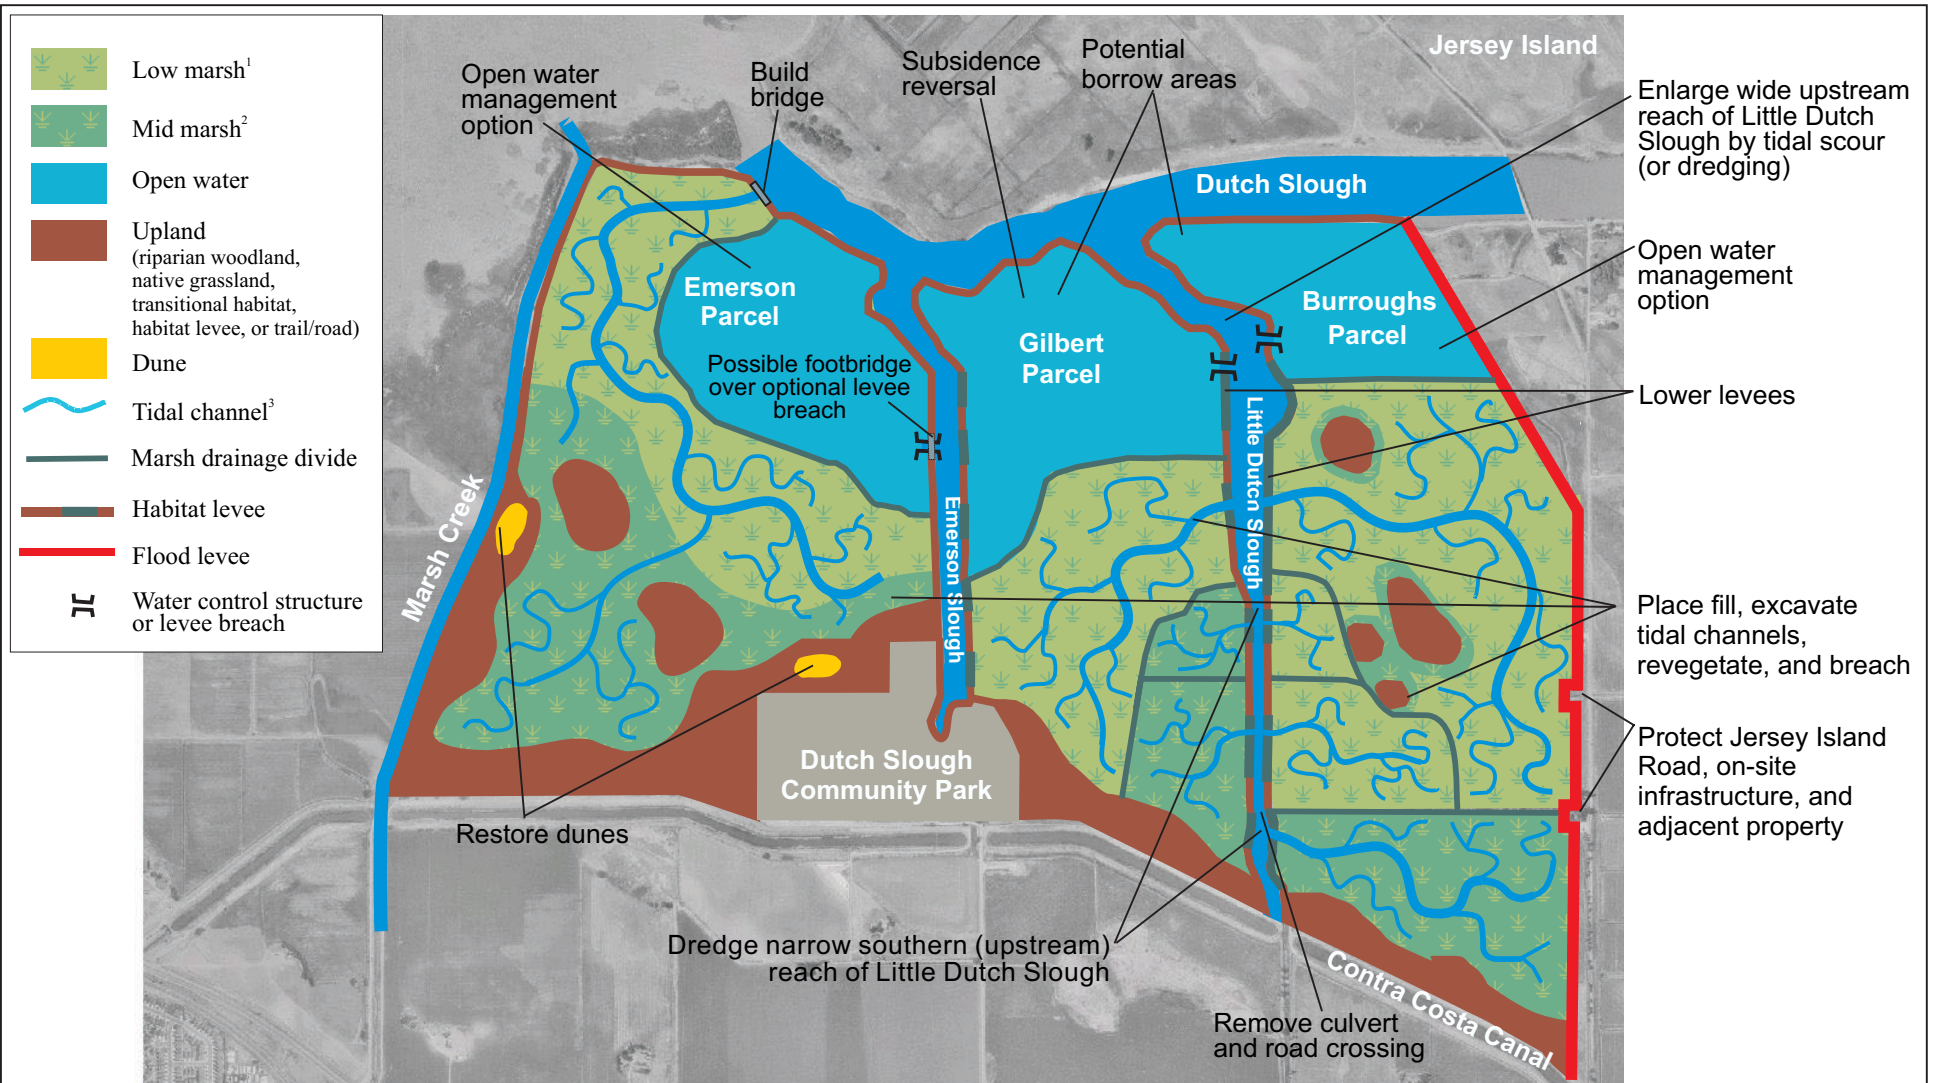 Low marsh1
Mid marsh2
Open water
Upland
(riparian woodland,
native grassland,
transitional habitat,
habitat levee, or trail/road)
Dune
Tidal channel3
Marsh drainage divide
Habitat levee
Flood levee
Water control structure
or levee breach
Open water
management
option
Build
bridge
Subsidence
reversal
Potential
borrow areas
Jersey Island
Enlarge wide upstream
reach of Little Dutch
Slough by tidal scour
(or dredging)
Dutch Slough
Open water
management
option
Emerson
Parcel
Gilbert
Parcel
Burroughs
Parcel
Possible footbridge
over optional levee
breach
Lower levees
Little Dutch Slough
Emerson Slough
Marsh Creek
Place fill, excavate
tidal channels,
revegetate, and breach
Protect Jersey Island
Road, on-site
infrastructure, and
adjacent property
Dutch Slough
Community Park
Restore dunes
Dredge narrow southern (upstream)
reach of Little Dutch Slough
Remove culvert
and road crossing
Contra Costa Canal